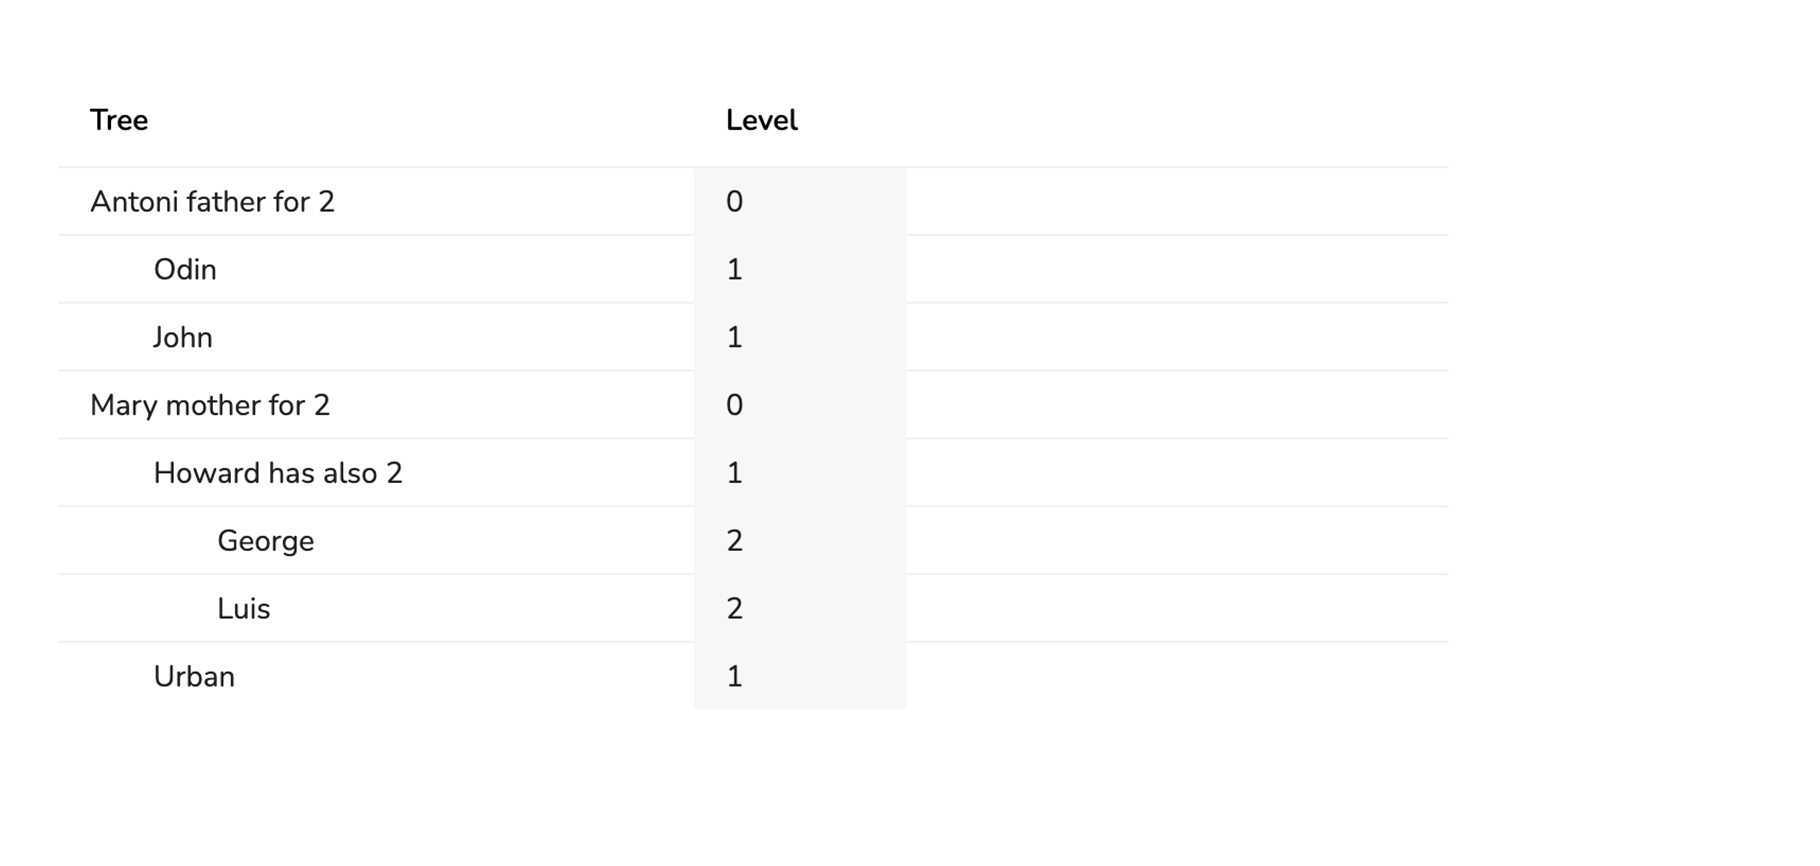 Tree Level
Antoni father for 2 0
Odin 1
John 1
Mary mother for 2 0
Howard has also 2 1
George 2
Luis 2
Urban 1